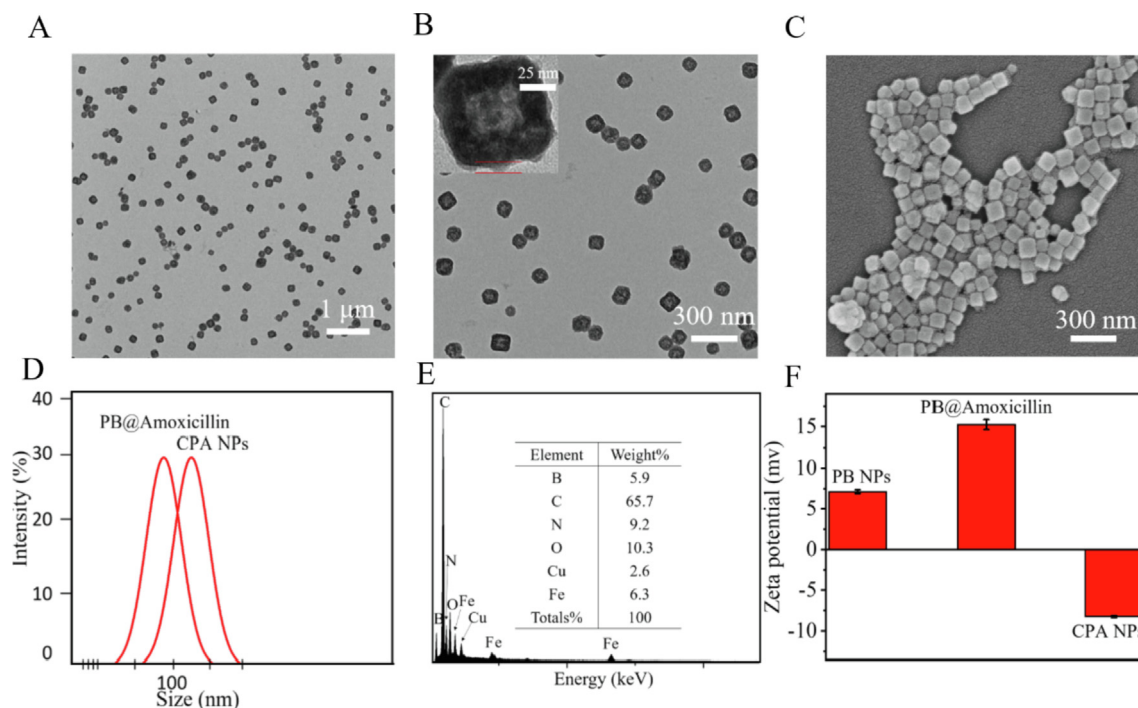 A
B
C
25 nm
1 µm
300 nm
300 nm
D
E
F
40
30
20
10
0
Intensity (%)
PB@Amoxicillin
CPA NPs
100
Size (nm)
C
N
B
O
Fe
Cu
Fe
Fe
Element Weight%
B 5.9
C 65.7
N 9.2
O 10.3
Cu 2.6
Fe 6.3
Totals% 100
Energy (keV)
Zeta potential (mv)
15
10
5
0
-5
-10
PB NPs
PB@Amoxicillin
CPA NPs